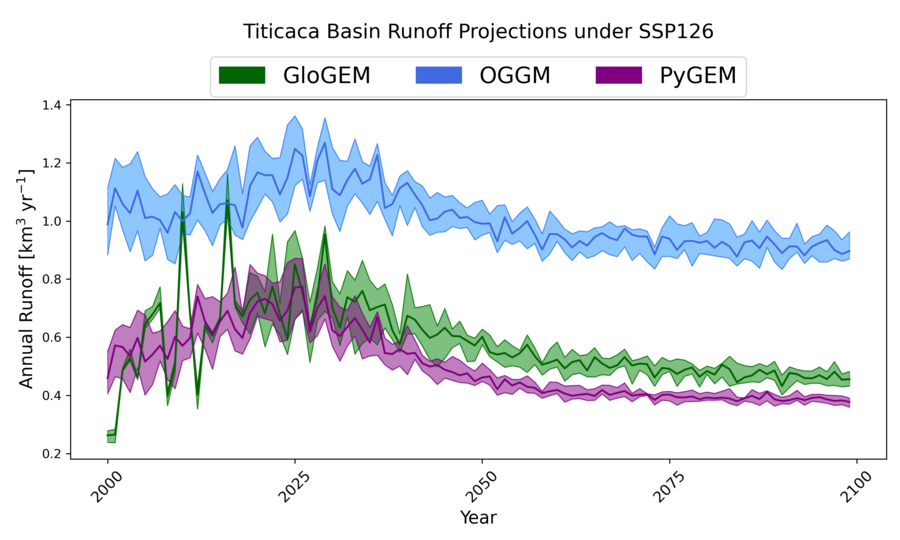 Titicaca Basin Runoff Projections under SSP126
GloGEM OGGM PyGEM
Annual Runoff [km³ yr⁻¹]
1.4
1.2
1.0
0.8
0.6
0.4
0.2
2000 2025 2050 2075 2100
Year